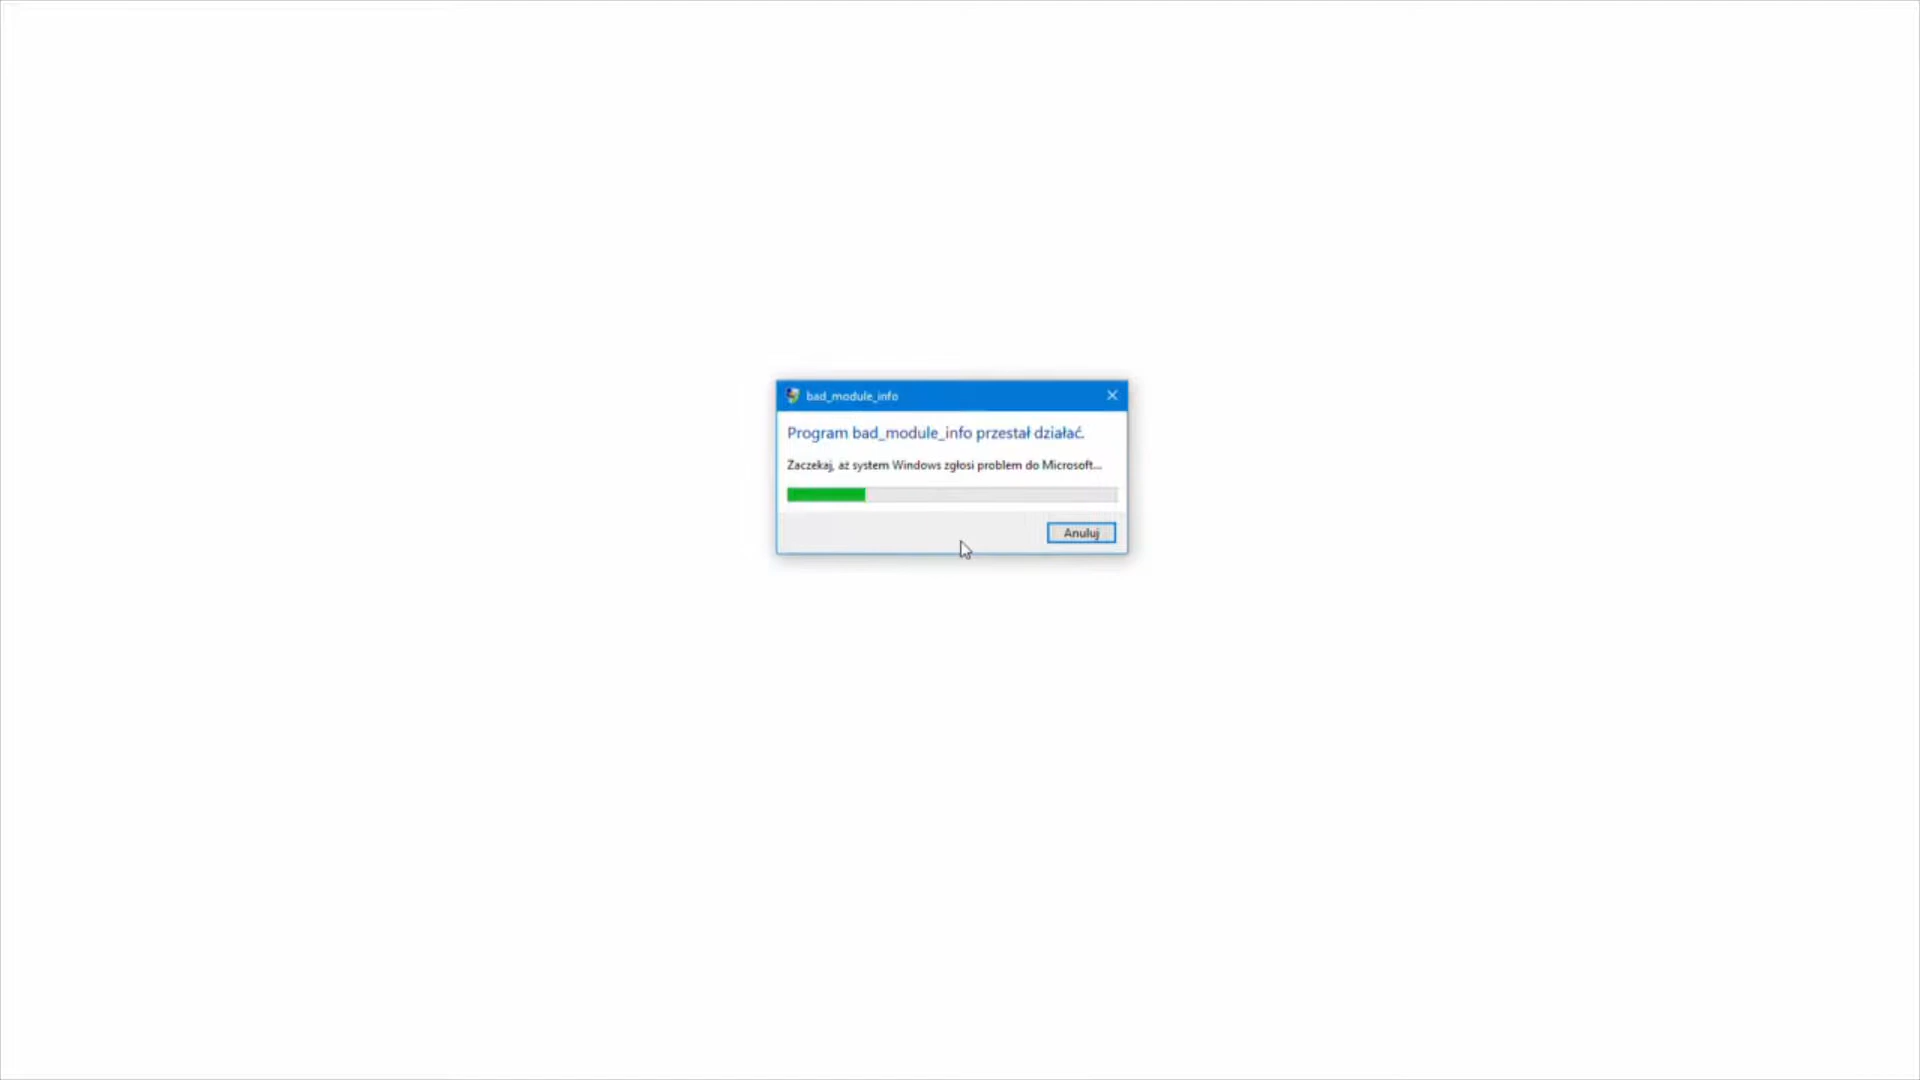 bad_module_info
Program bad_module_info przestał działać.
Zaczekaj, aż system Windows zgłosi problem do Microsoft...
Anuluj